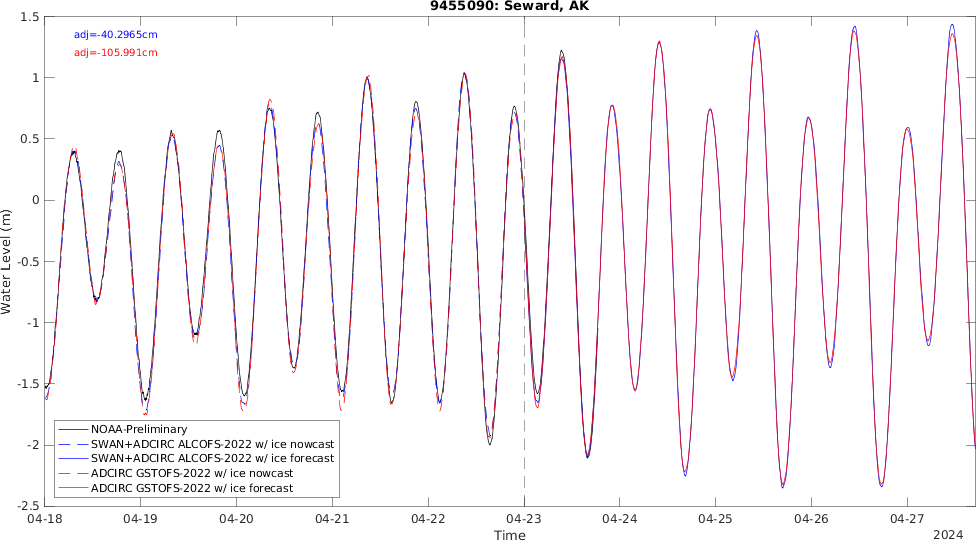 9455090: Seward, AK
adj=-40.2965cm
adj=-105.991cm
Water Level (m)
1.5
1
0.5
0
-0.5
-1
-1.5
-2
-2.5
NOAA-Preliminary
SWAN+ADCIRC ALCOFS-2022 w/ ice nowcast
SWAN+ADCIRC ALCOFS-2022 w/ ice forecast
ADCIRC GSTOFS-2022 w/ ice nowcast
ADCIRC GSTOFS-2022 w/ ice forecast
04-18 04-19 04-20 04-21 04-22 04-23 04-24 04-25 04-26 04-27
Time
2024